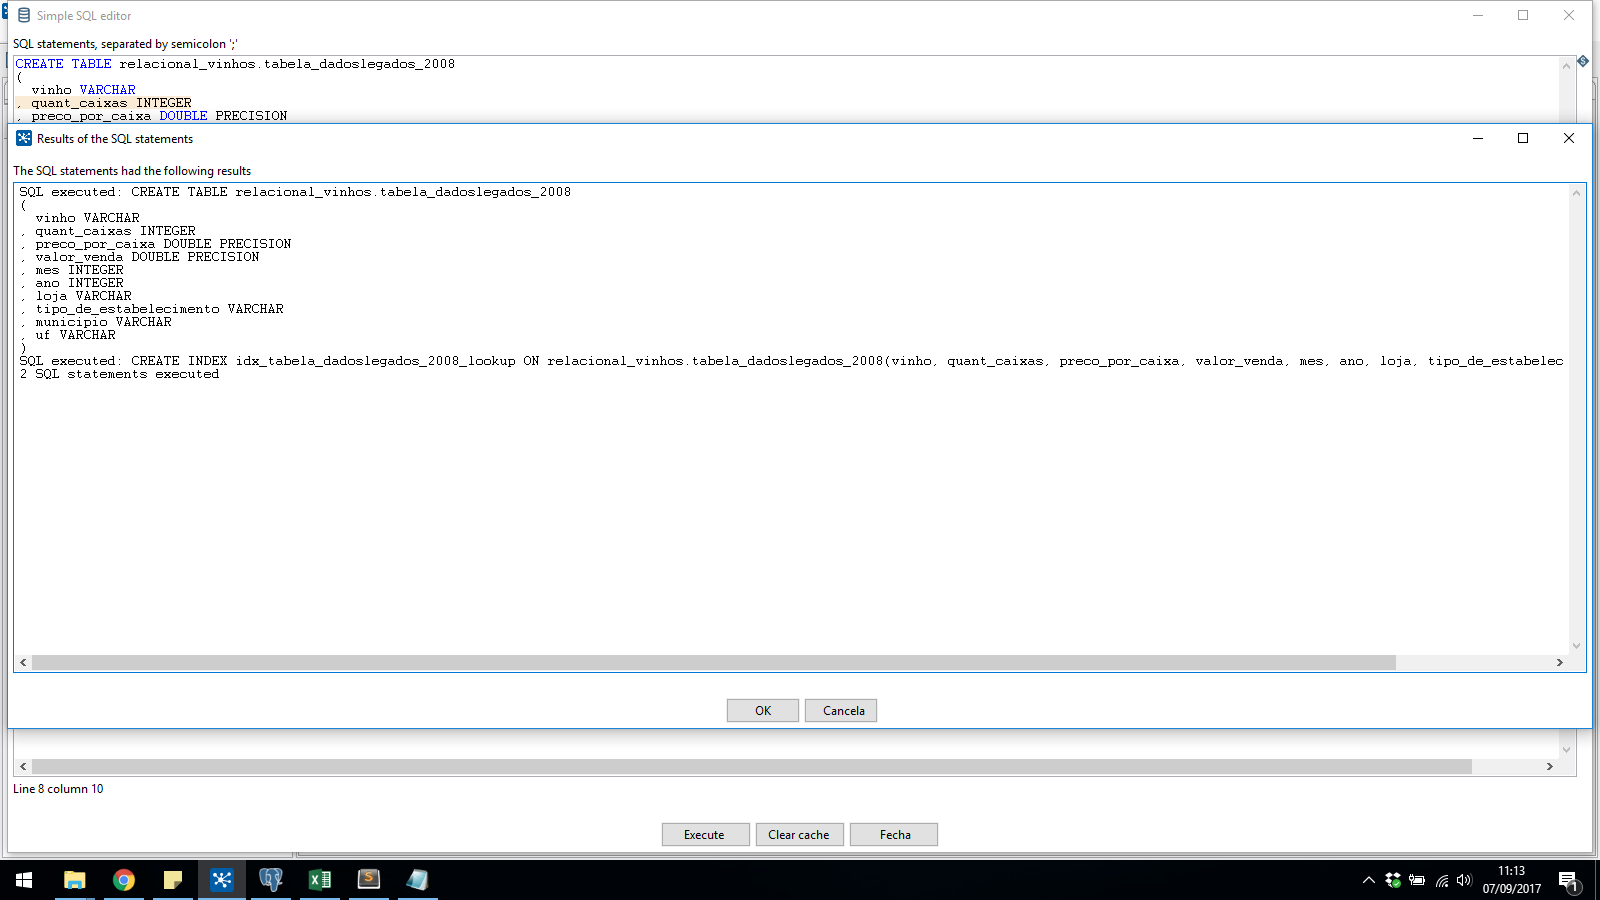 Simple SQL editor
SQL statements, separated by semicolon ';'
CREATE TABLE relacional_vinhos.tabela_dadoslegados_2008
(
  vinho VARCHAR
, quant_caixas INTEGER
, preco_por_caixa DOUBLE PRECISION
Results of the SQL statements
The SQL statements had the following results
SQL executed: CREATE TABLE relacional_vinhos.tabela_dadoslegados_2008
(
  vinho VARCHAR
, quant_caixas INTEGER
, preco_por_caixa DOUBLE PRECISION
, valor_venda DOUBLE PRECISION
, mes INTEGER
, ano INTEGER
, loja VARCHAR
, tipo_de_estabelecimento VARCHAR
, municipio VARCHAR
, uf VARCHAR
)
SQL executed: CREATE INDEX idx_tabela_dadoslegados_2008_lookup ON relacional_vinhos.tabela_dadoslegados_2008(vinho, quant_caixas, preco_por_caixa, valor_venda, mes, ano, loja, tipo_de_estabelec
2 SQL statements executed
OK Cancela
Line 8 column 10
Execute Clear cache Fecha
11:13
07/09/2017
1